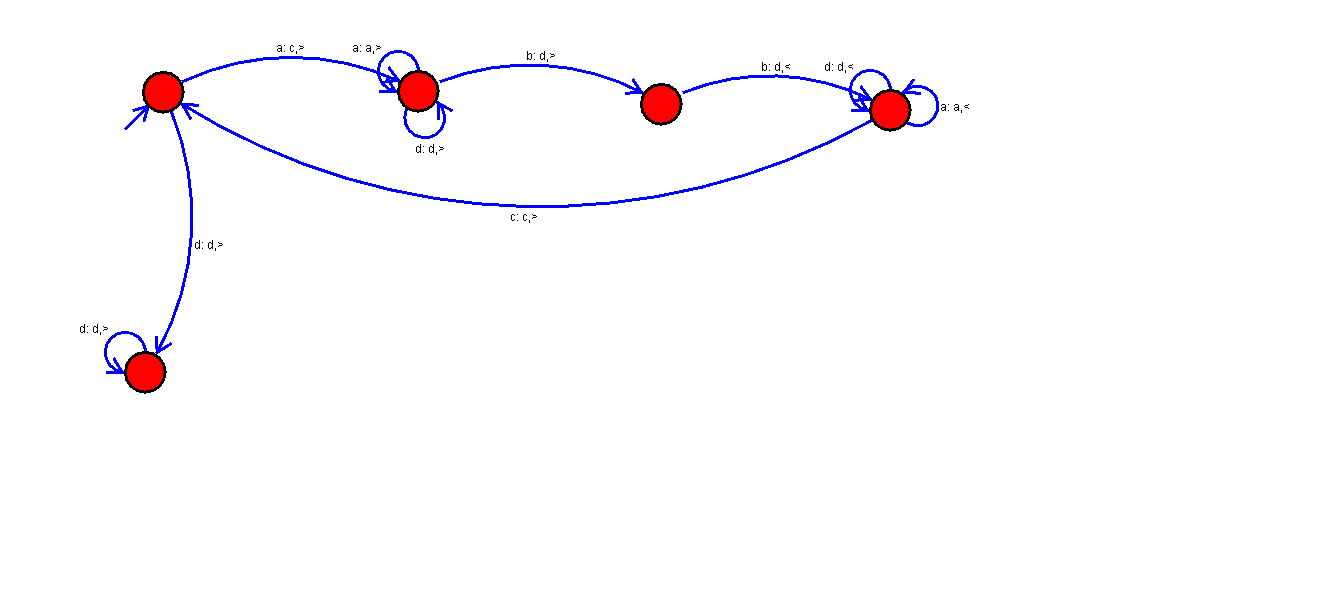 a: c,>
a: a,>
b: d,>
b: d,<
d: d,<
a: a,<
d: d,>
c: c,>
d: d,>
d: d,>